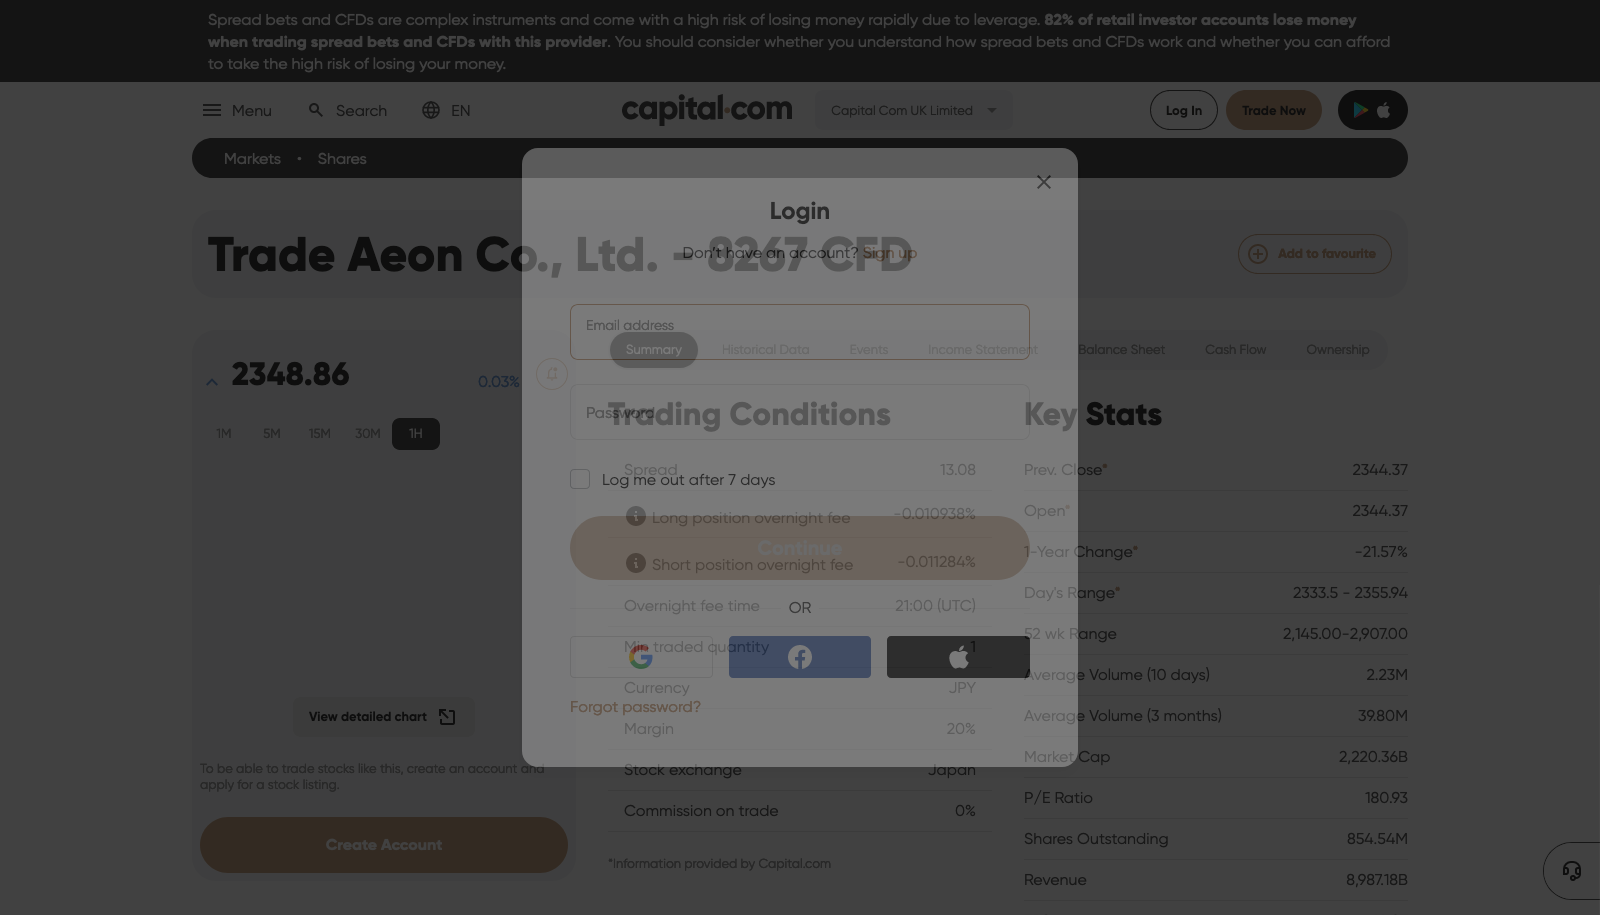 Spread bets and CFDs are complex instruments and come with a high risk of losing money rapidly due to leverage. 82% of retail investor accounts lose money
when trading spread bets and CFDs with this provider. You should consider whether you understand how spread bets and CFDs work and whether you can afford
to take the high risk of losing your money.
Menu Search EN capital.com Capital Com UK Limited Log In Trade Now
Markets • Shares
Login
Trade Aeon Co., Ltd. - 8267 CFD
Don't have an account? Sign up
Add to favourite
Email address
Summary Historical Data Events Income Statement Balance Sheet Cash Flow Ownership
2348.86 0.03%
Password
Trading Conditions
Key Stats
1M 5M 15M 30M 1H
Spread 13.08
Prev. Close* 2344.37
Log me out after 7 days
Long position overnight fee -0.010938%
Open* 2344.37
Continue
1-Year Change* -21.57%
Short position overnight fee -0.011284%
Day's Range* 2333.5 - 2355.94
Overnight fee time 21:00 (UTC)
OR
52 wk Range 2,145.00-2,907.00
Min traded quantity 1
Average Volume (10 days) 2.23M
Currency JPY
Forgot password?
Average Volume (3 months) 39.80M
View detailed chart
Margin 20%
Market Cap 2,220.36B
To be able to trade stocks like this, create an account and
apply for a stock listing.
Stock exchange Japan
P/E Ratio 180.93
Commission on trade 0%
Shares Outstanding 854.54M
Create Account
*Information provided by Capital.com
Revenue 8,987.18B